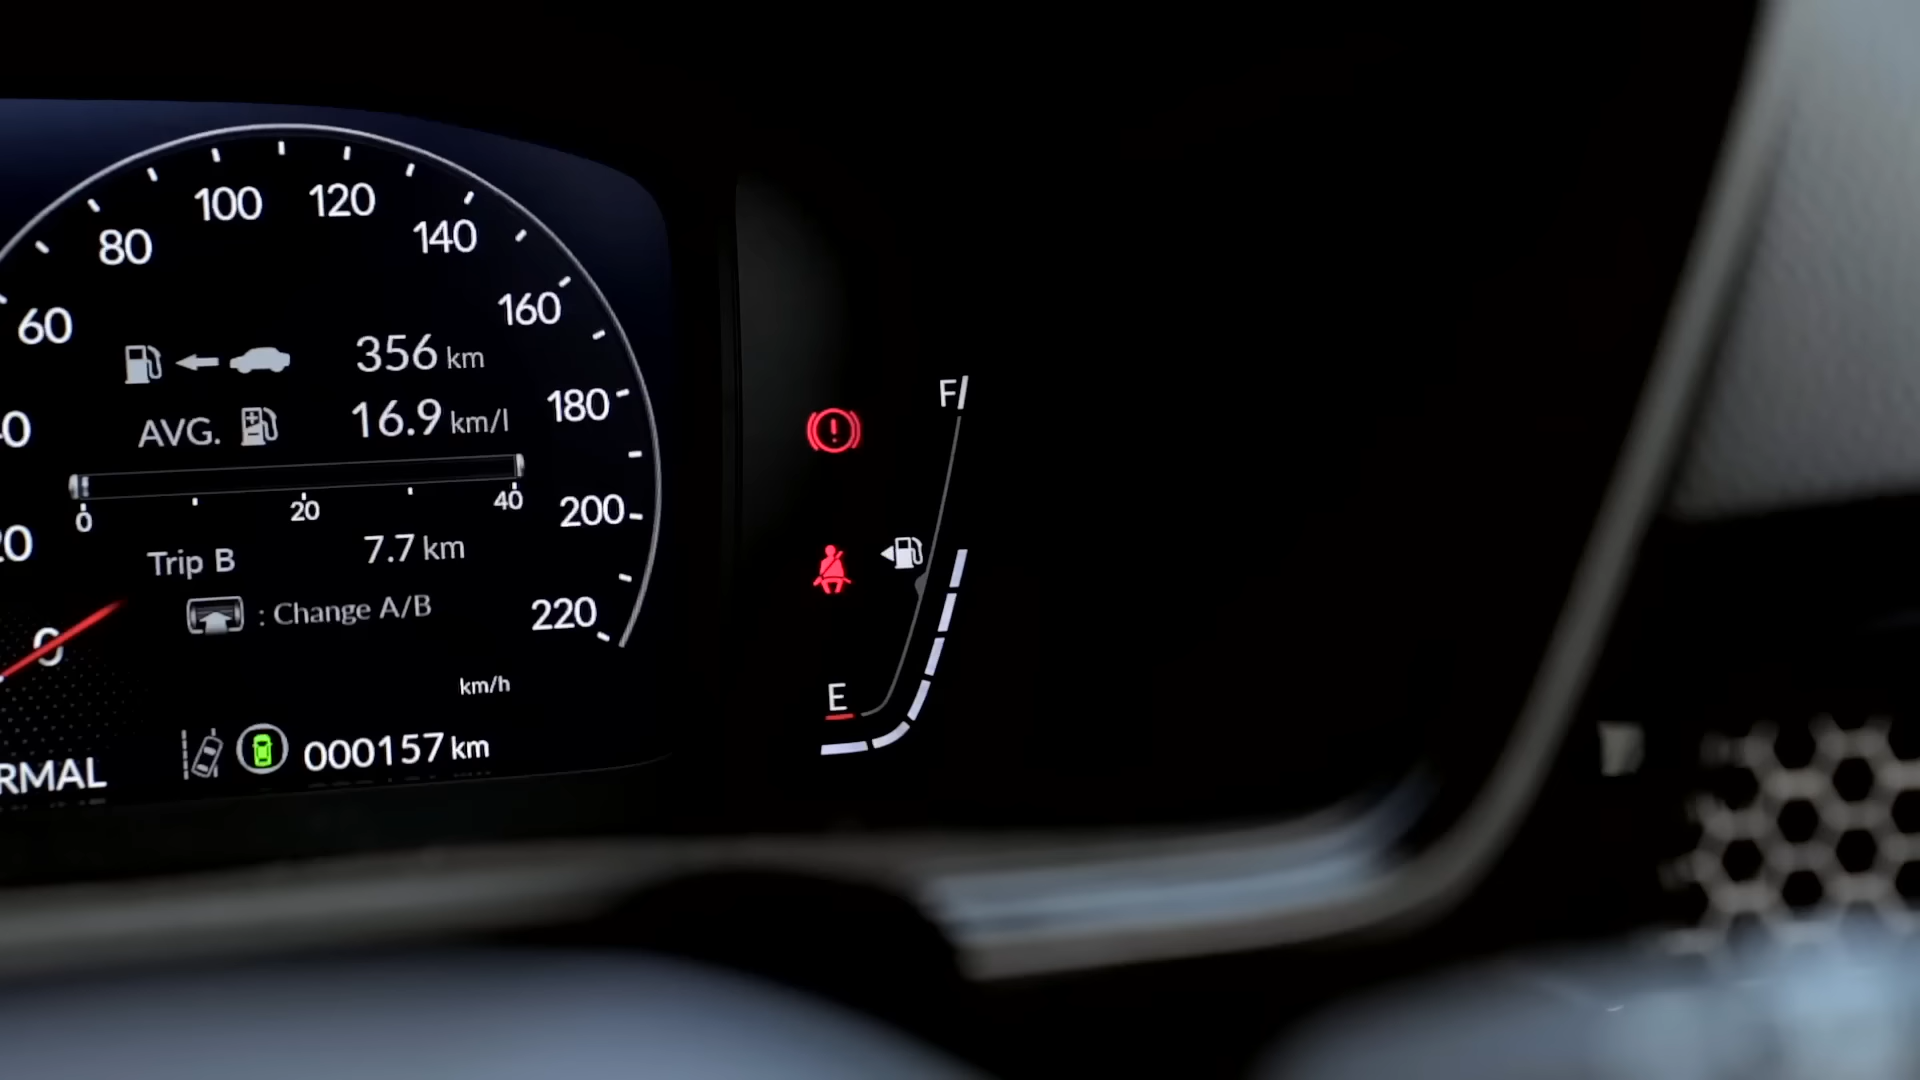 100 120
80 140
60 160
356 km
AVG. 16.9 km/l
180
0 20 40
200
Trip B 7.7 km
: Change A/B
220
0
km/h
000157 km
F
E